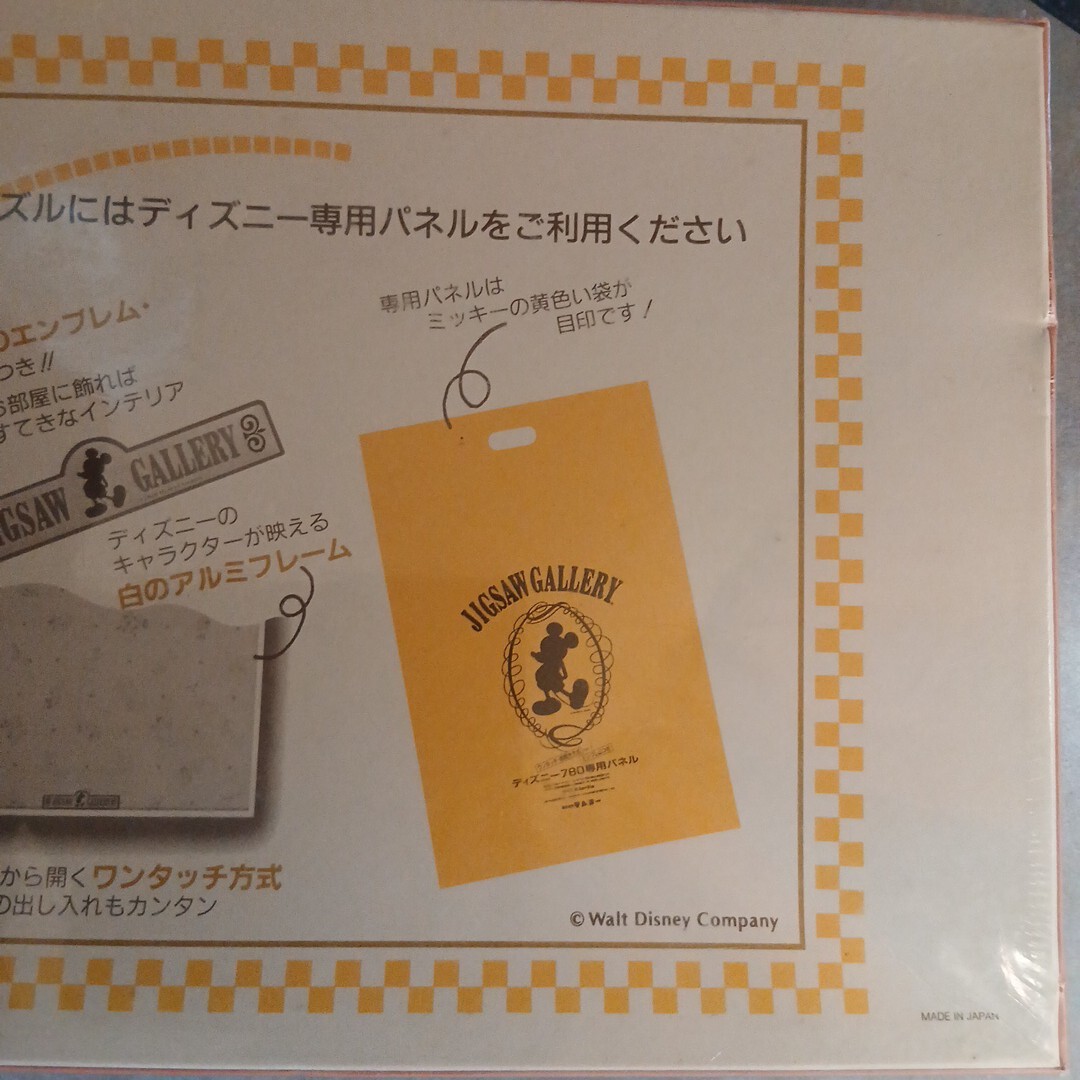 ズルにはディズニー専用パネルをご利用ください
専用パネルは
ミッキーの黄色い袋が
目印です!
のエンブレム・
つき!!
部屋に飾れば
すてきなインテリア
JIGSAW GALLERY
ディズニーの
キャラクターが映える
白のアルミフレーム
JIGSAW GALLERY
ディズニー780専用パネル
から開くワンタッチ方式
の出し入れもカンタン
© Walt Disney Company
MADE IN JAPAN